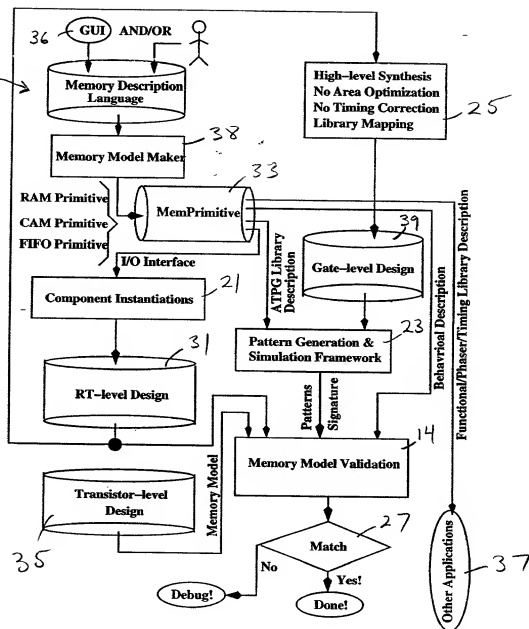 36
GUI
AND/OR
Memory Description
Language
38
Memory Model Maker
33
RAM Primitive
CAM Primitive
FIFO Primitive
MemPrimitive
I/O Interface
21
Component Instantiations
31
RT-level Design
Transistor-level
Design
35
Memory Model
High-level Synthesis
No Area Optimization
No Timing Correction
Library Mapping
25
39
Gate-level Design
ATPG Library
Description
23
Pattern Generation &
Simulation Framework
Patterns
Signature
Behavrioral Description
Functional/Phaser/Timing Library Description
14
Memory Model Validation
27
Match
No
Yes!
Debug!
Done!
Other Applications
37